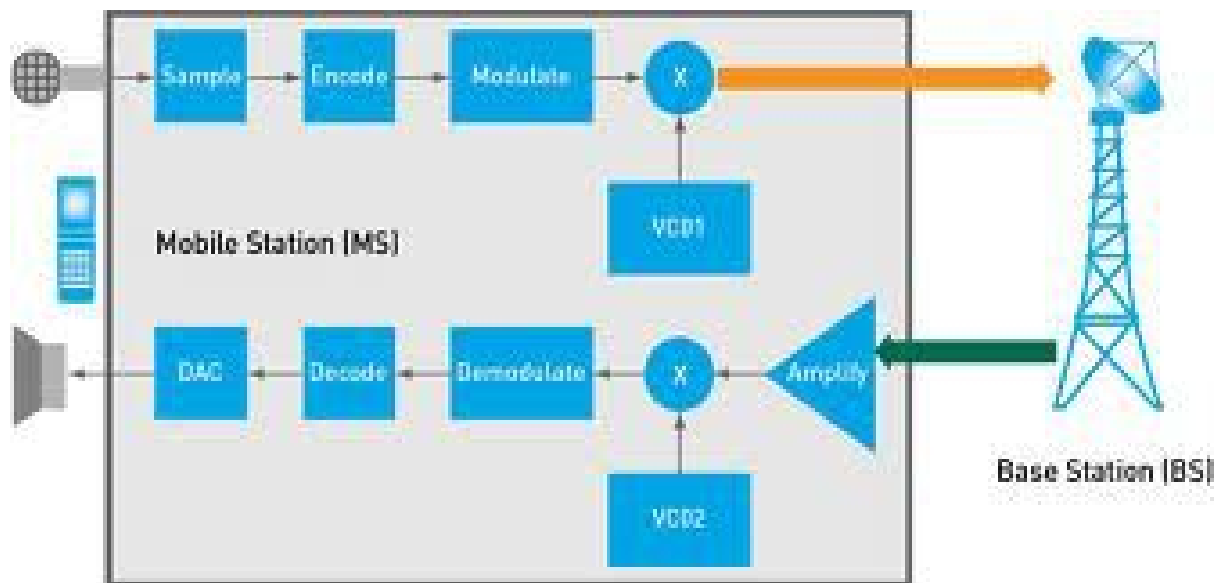 Sample
Encode
Modulate
X
VCO1
Mobile Station (MS)
DAC
Decode
Demodulate
X
Amplify
VCO2
Base Station (BS)